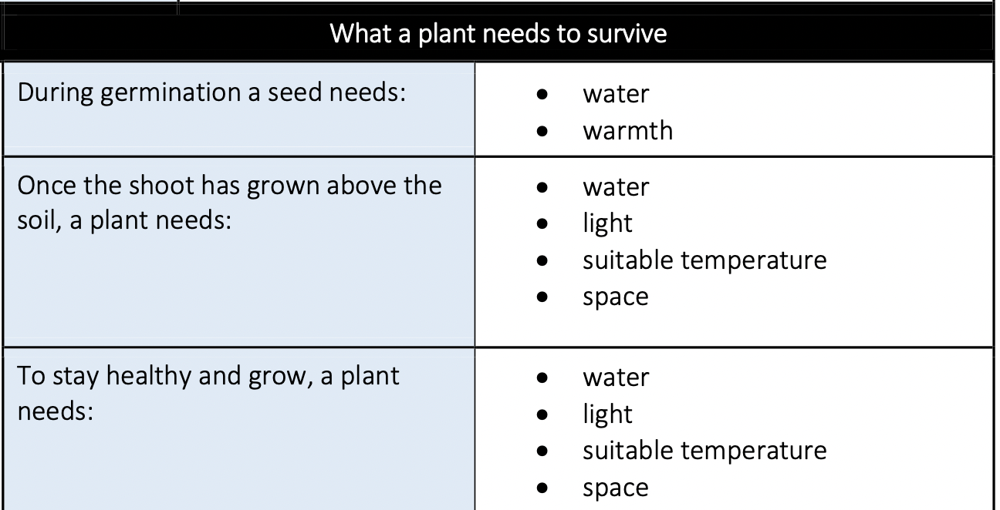 What a plant needs to survive
During germination a seed needs:
• water
• warmth
Once the shoot has grown above the
soil, a plant needs:
• water
• light
• suitable temperature
• space
To stay healthy and grow, a plant
needs:
• water
• light
• suitable temperature
• space